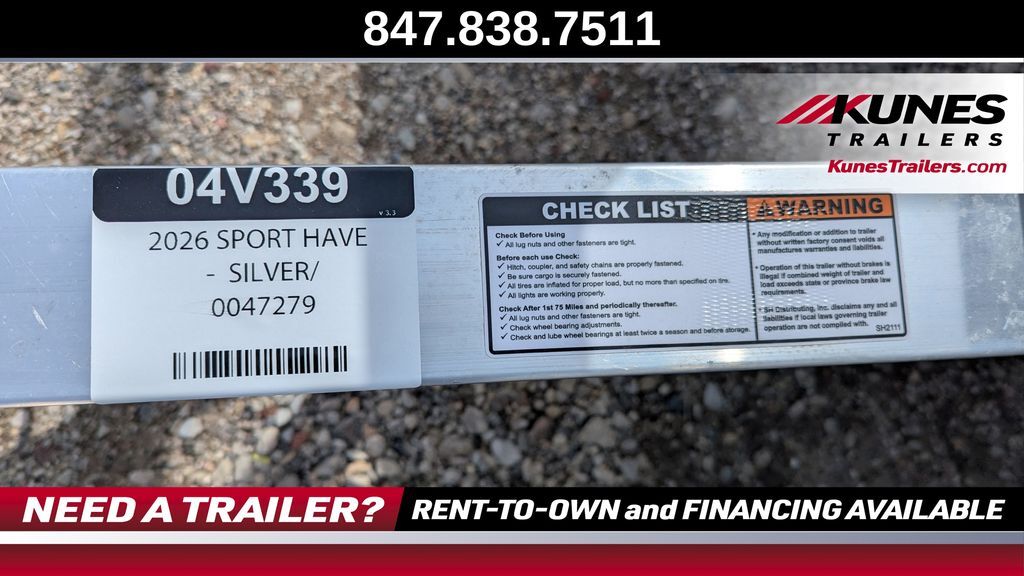 847.838.7511
KUNES
TRAILERS
KunesTrailers.com
04V339
v 3.3
2026 SPORT HAVE
- SILVER/
0047279
CHECK LIST
Check Before Using
✓ All lug nuts and other fasteners are tight.
Before each use Check:
✓ Hitch, coupler, and safety chains are properly fastened.
✓ Be sure cargo is securely fastened.
✓ All tires are inflated for proper load, but no more than specified on tire.
✓ All lights are working properly.
Check After 1st 75 Miles and periodically thereafter.
✓ All lug nuts and other fasteners are tight.
✓ Check wheel bearing adjustments.
✓ Check and lube wheel bearings at least twice a season and before storage.
WARNING
* Any modification or addition to trailer
without written factory consent voids all
manufactures warranties and liabilities.
* Operation of this trailer without brakes is
illegal if combined weight of trailer and
load exceeds state or province brake law
requirements.
* SH Distributing, Inc. disclaims any and all
liabilities if local laws governing trailer
operation are not complied with.
SH2111
NEED A TRAILER?
RENT-TO-OWN and FINANCING AVAILABLE